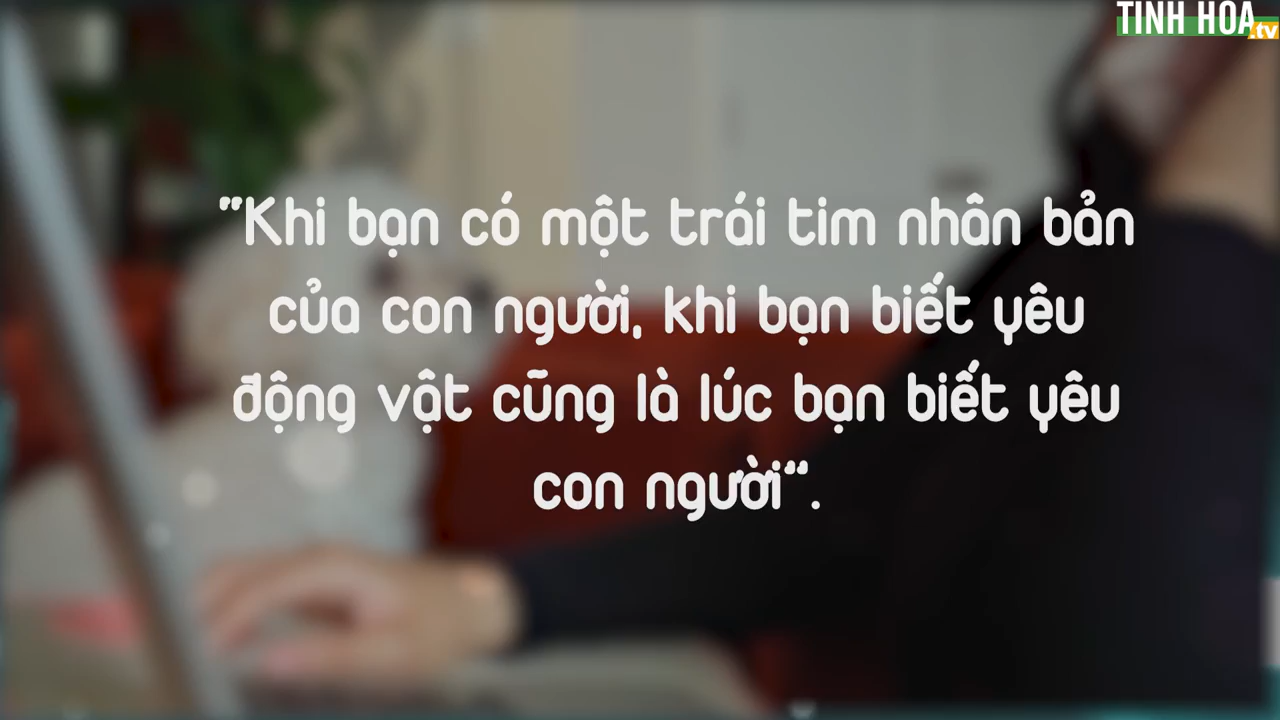 TINH HOA
.tv
"Khi bạn có một trái tim nhân bản
của con người, khi bạn biết yêu
động vật cũng là lúc bạn biết yêu
con người".